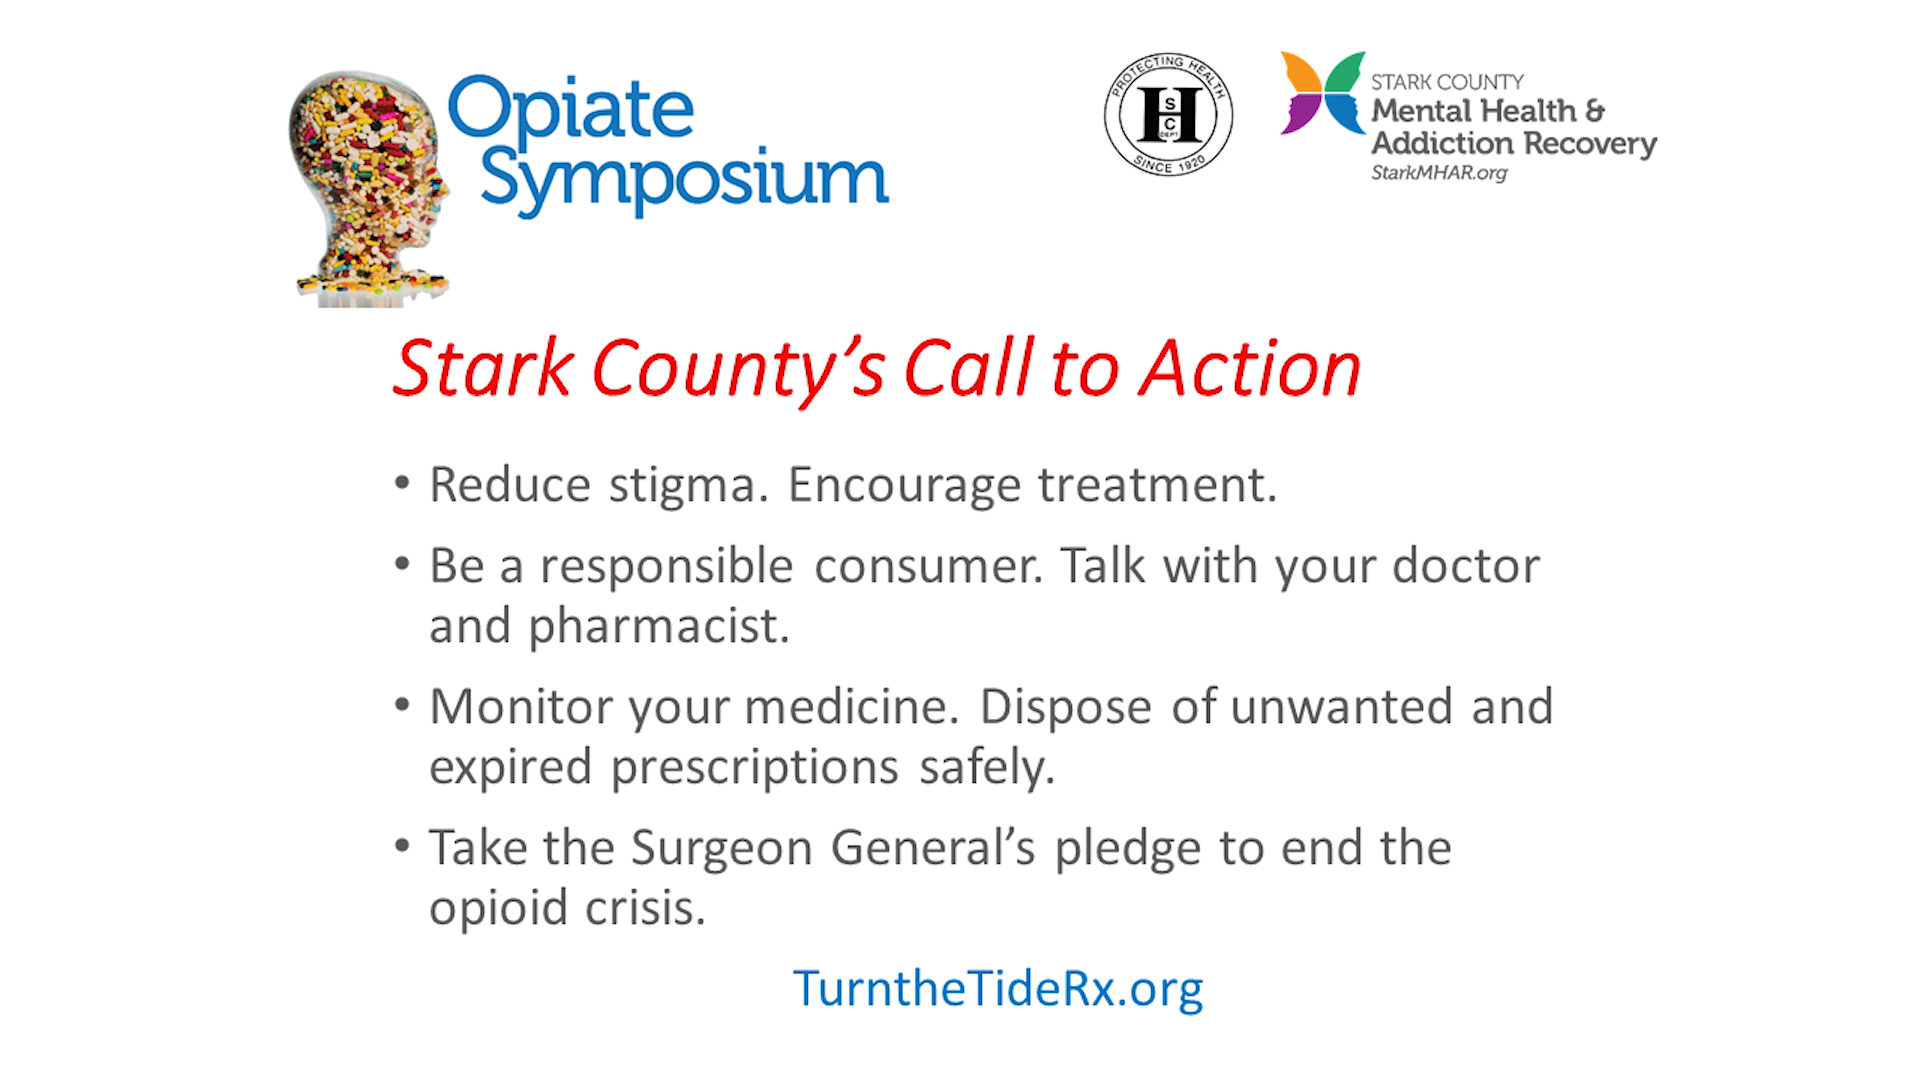 Opiate
Symposium
PROTECTING HEALTH
S
H
C
DEPT
SINCE 1920
STARK COUNTY
Mental Health &
Addiction Recovery
StarkMHAR.org
Stark County’s Call to Action
• Reduce stigma. Encourage treatment.
• Be a responsible consumer. Talk with your doctor
and pharmacist.
• Monitor your medicine. Dispose of unwanted and
expired prescriptions safely.
• Take the Surgeon General’s pledge to end the
opioid crisis.
TurntheTideRx.org